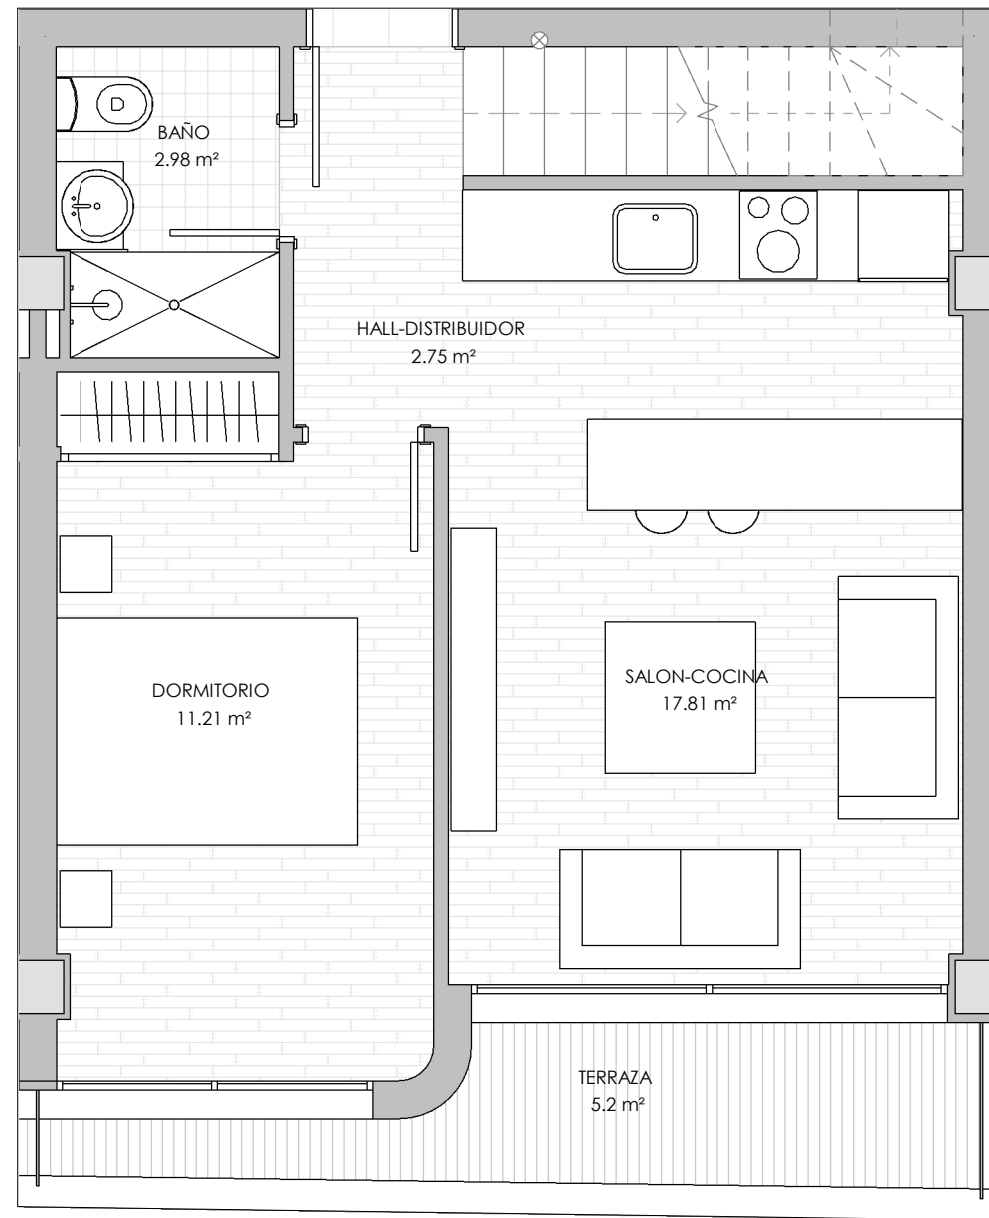 BAÑO
2.98 m²
HALL-DISTRIBUIDOR
2.75 m²
DORMITORIO
11.21 m²
SALON-COCINA
17.81 m²
TERRAZA
5.2 m²